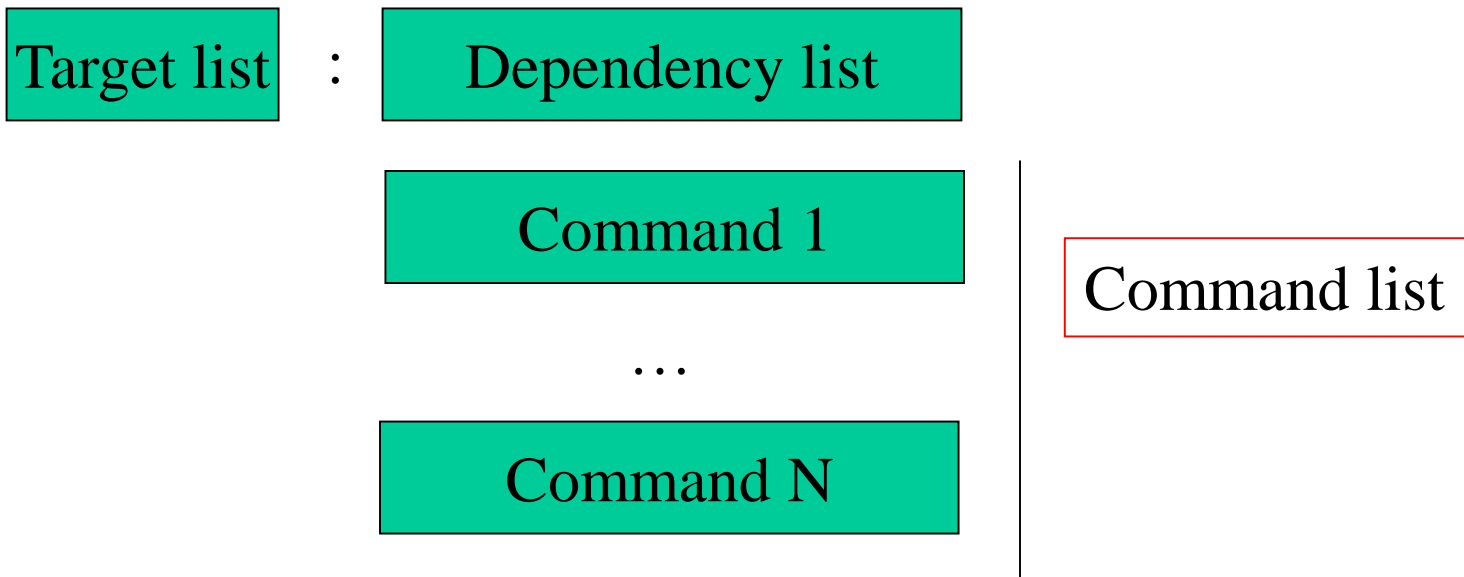 Target list : Dependency list
Command 1
Command list
…
Command N